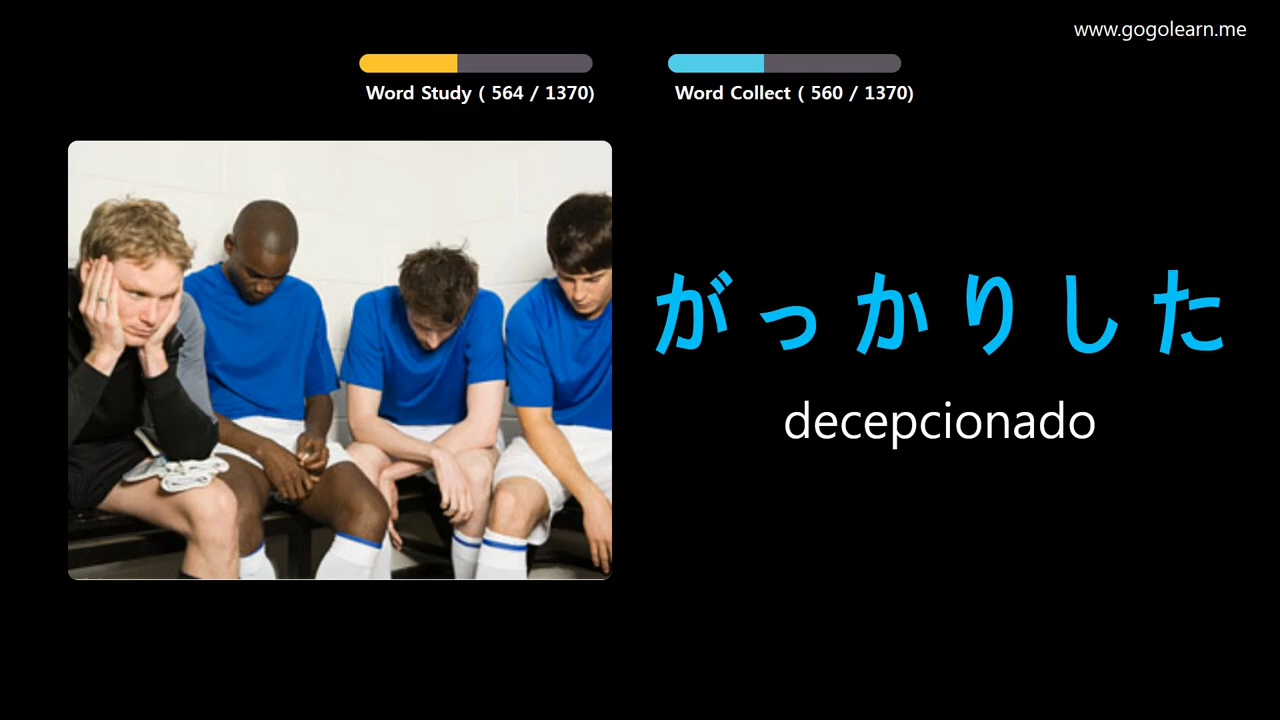 www.gogolearn.me
Word Study ( 564 / 1370)
Word Collect ( 560 / 1370)
がっかりした
decepcionado